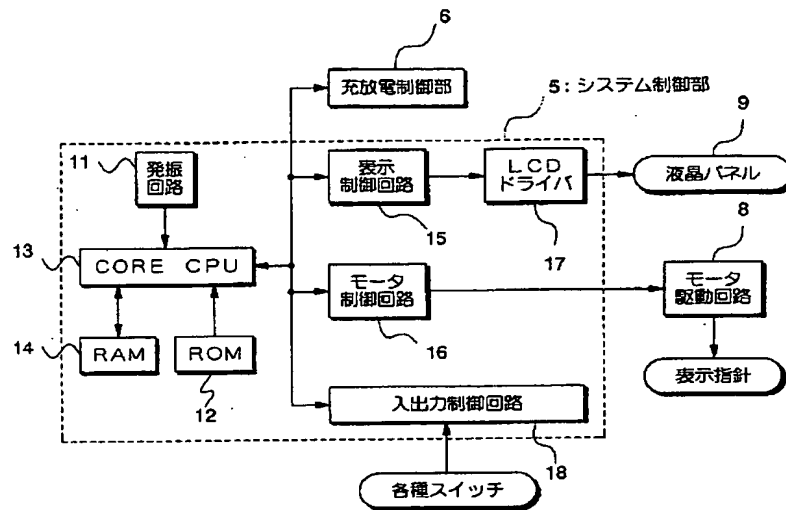 6
充放電制御部
5:システム制御部
9
11
発振
回路
表示
制御回路
LCD
ドライバ
液晶パネル
15
17
8
13
CORE CPU
モータ
制御回路
モータ
駆動回路
16
14
RAM
ROM
12
表示指針
入出力制御回路
18
各種スイッチ